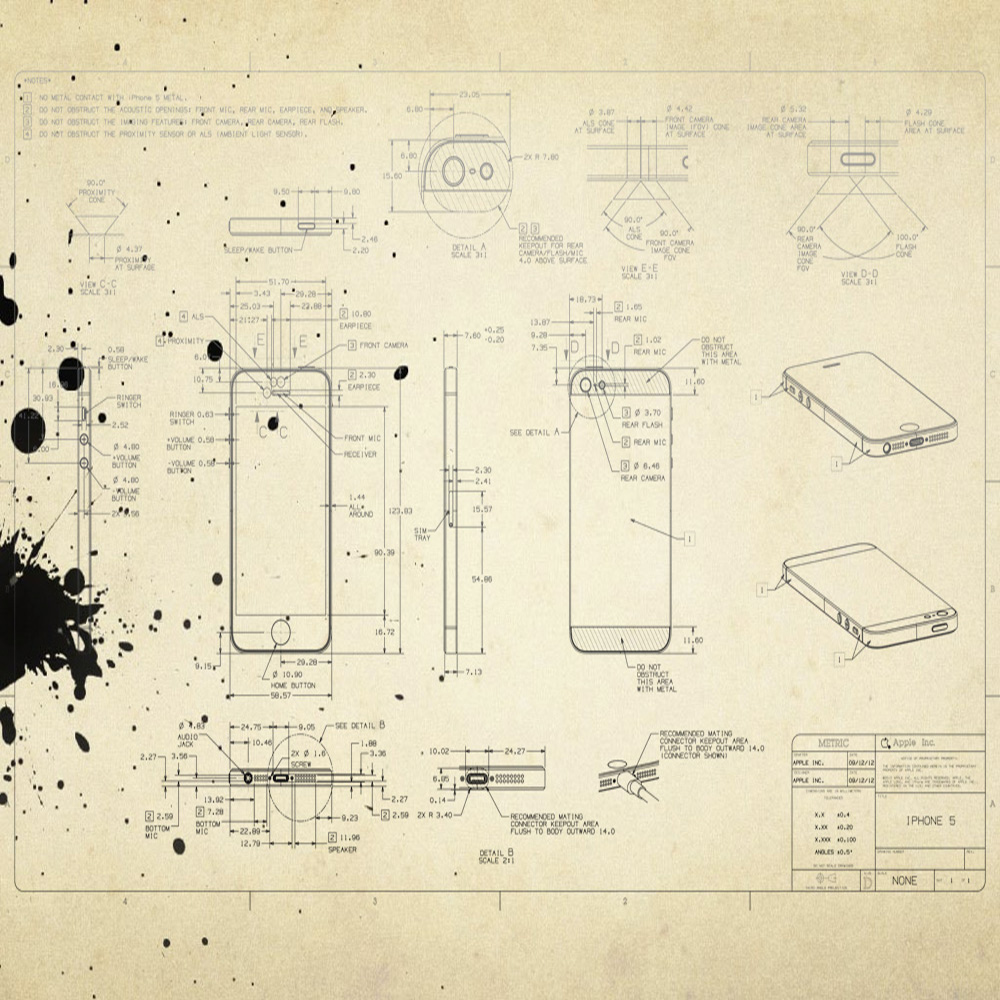 *NOTES*
1 NO METAL CONTACT WITH iPhone 5 METAL.
2 DO NOT OBSTRUCT THE ACOUSTIC OPENINGS: FRONT MIC, REAR MIC, EARPIECE, AND SPEAKER.
3 DO NOT OBSTRUCT THE IMAGING FEATURES: FRONT CAMERA, REAR CAMERA, REAR FLASH.
4 DO NOT OBSTRUCT THE PROXIMITY SENSOR OR ALS (AMBIENT LIGHT SENSOR).
90.0°
PROXIMITY
CONE
Ø 4.37
PROXIMITY
AT SURFACE
VIEW C-C
SCALE 3:1
9.50
9.80
2.46
2.20
SLEEP/WAKE BUTTON
23.05
6.80
6.80
15.60
2X R 7.80
DETAIL A
SCALE 3:1
2 3
RECOMMENDED
KEEPOUT FOR REAR
CAMERA/FLASH/MIC
4.0 ABOVE SURFACE
Ø 3.87
ALS CONE
AT SURFACE
Ø 4.42
FRONT CAMERA
IMAGE (FOV) CONE
AT SURFACE
90.0°
ALS
CONE
90.0°
FRONT CAMERA
IMAGE CONE
FOV
VIEW E-E
SCALE 3:1
Ø 5.32
REAR CAMERA
IMAGE CONE
AREA AT SURFACE
Ø 4.29
FLASH CONE
AREA AT SURFACE
90.0°
REAR
CAMERA
IMAGE
CONE
FOV
100.0°
FLASH
CONE
VIEW D-D
SCALE 3:1
2.30
0.58
SLEEP/WAKE
BUTTON
30.93
41.22
RINGER
SWITCH
2.52
Ø 4.80
+VOLUME
BUTTON
Ø 4.80
-VOLUME
BUTTON
51.70
3.43
29.28
25.03
21.27
4 ALS
4 PROXIMITY
10.75
2 10.80
EARPIECE
3 FRONT CAMERA
2 2.30
EARPIECE
E E
C C
RINGER 0.63
SWITCH
+VOLUME 0.58
BUTTON
-VOLUME 0.58
BUTTON
FRONT MIC
RECEIVER
1.44
ALL
AROUND
123.83
90.39
16.72
9.15
29.28
Ø 10.90
HOME BUTTON
58.57
7.60 +0.25
-0.20
2.30
2.41
15.57
SIM
TRAY
54.86
7.13
18.73
13.87
9.28
7.35
2 1.65
REAR MIC
D D
2 1.02
REAR MIC
DO NOT
OBSTRUCT
THIS AREA
WITH METAL
11.60
3 Ø 3.70
REAR FLASH
SEE DETAIL A
2 REAR MIC
3 Ø 8.46
REAR CAMERA
1
11.60
DO NOT
OBSTRUCT
THIS AREA
WITH METAL
1
1
1
1
Ø 4.83
AUDIO
JACK
24.75
9.05
SEE DETAIL B
10.46
2X Ø 1.6
SCREW
1.88
3.36
2.27
3.56
2 2.59
BOTTOM
MIC
13.92
2 7.28
BOTTOM
MIC
22.89
12.79
9.23
2.27
2 2.59
2 11.96
SPEAKER
10.02
24.27
6.85
0.14
2X R 3.40
RECOMMENDED MATING
CONNECTOR KEEPOUT AREA
FLUSH TO BODY OUTWARD 14.0
DETAIL B
SCALE 2:1
RECOMMENDED MATING
CONNECTOR KEEPOUT AREA
FLUSH TO BODY OUTWARD 14.0
(CONNECTOR SHOWN)
METRIC
Apple Inc.
APPLE INC. 09/12/12
APPLE INC. 09/12/12
X.X ±0.4
X.XX ±0.20
X.XXX ±0.100
ANGLES ±0.5°
IPHONE 5
D
NONE
1 1
4 3 2